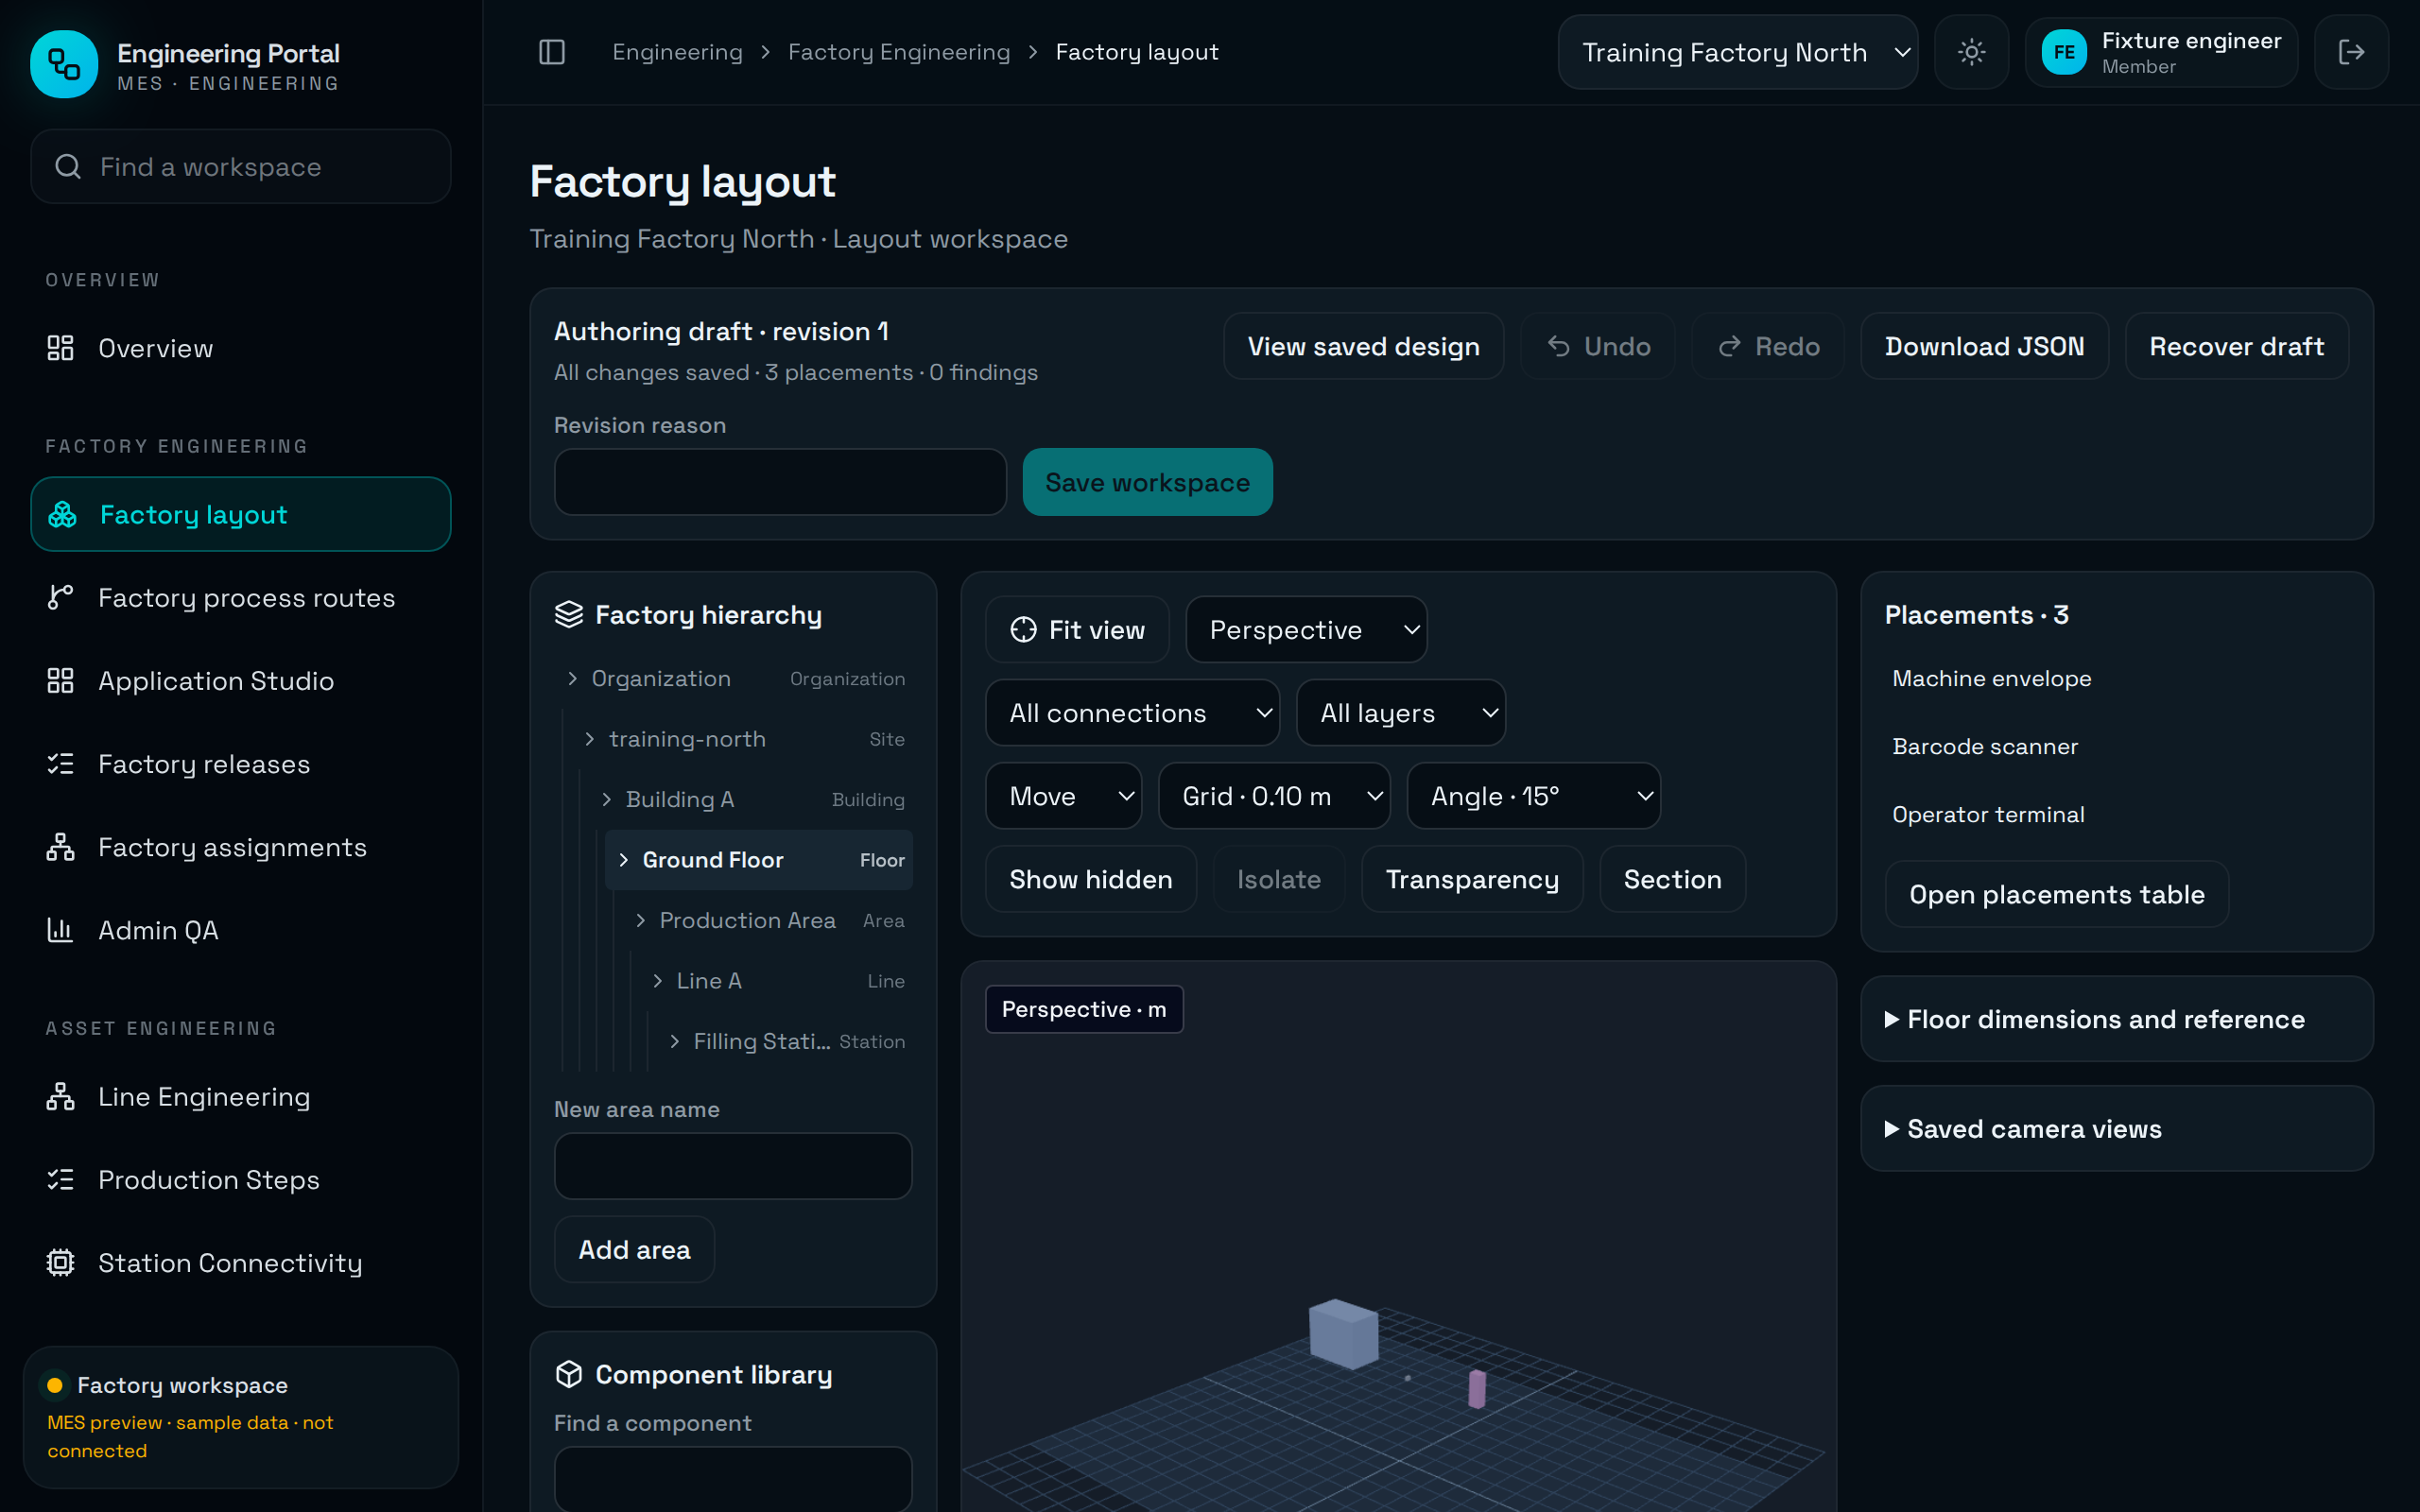 Engineering Portal
MES · ENGINEERING
Find a workspace
OVERVIEW
Overview
FACTORY ENGINEERING
Factory layout
Factory process routes
Application Studio
Factory releases
Factory assignments
Admin QA
ASSET ENGINEERING
Line Engineering
Production Steps
Station Connectivity
Factory workspace
MES preview · sample data · not
connected
Engineering > Factory Engineering > Factory layout
Training Factory North
FE
Fixture engineer
Member
Factory layout
Training Factory North · Layout workspace
Authoring draft · revision 1
All changes saved · 3 placements · 0 findings
View saved design
Undo
Redo
Download JSON
Recover draft
Revision reason
Save workspace
Factory hierarchy
Organization Organization
training-north Site
Building A Building
Ground Floor Floor
Production Area Area
Line A Line
Filling Stati... Station
New area name
Add area
Component library
Find a component
Fit view
Perspective
All connections
All layers
Move
Grid · 0.10 m
Angle · 15°
Show hidden
Isolate
Transparency
Section
Perspective · m
Placements · 3
Machine envelope
Barcode scanner
Operator terminal
Open placements table
Floor dimensions and reference
Saved camera views